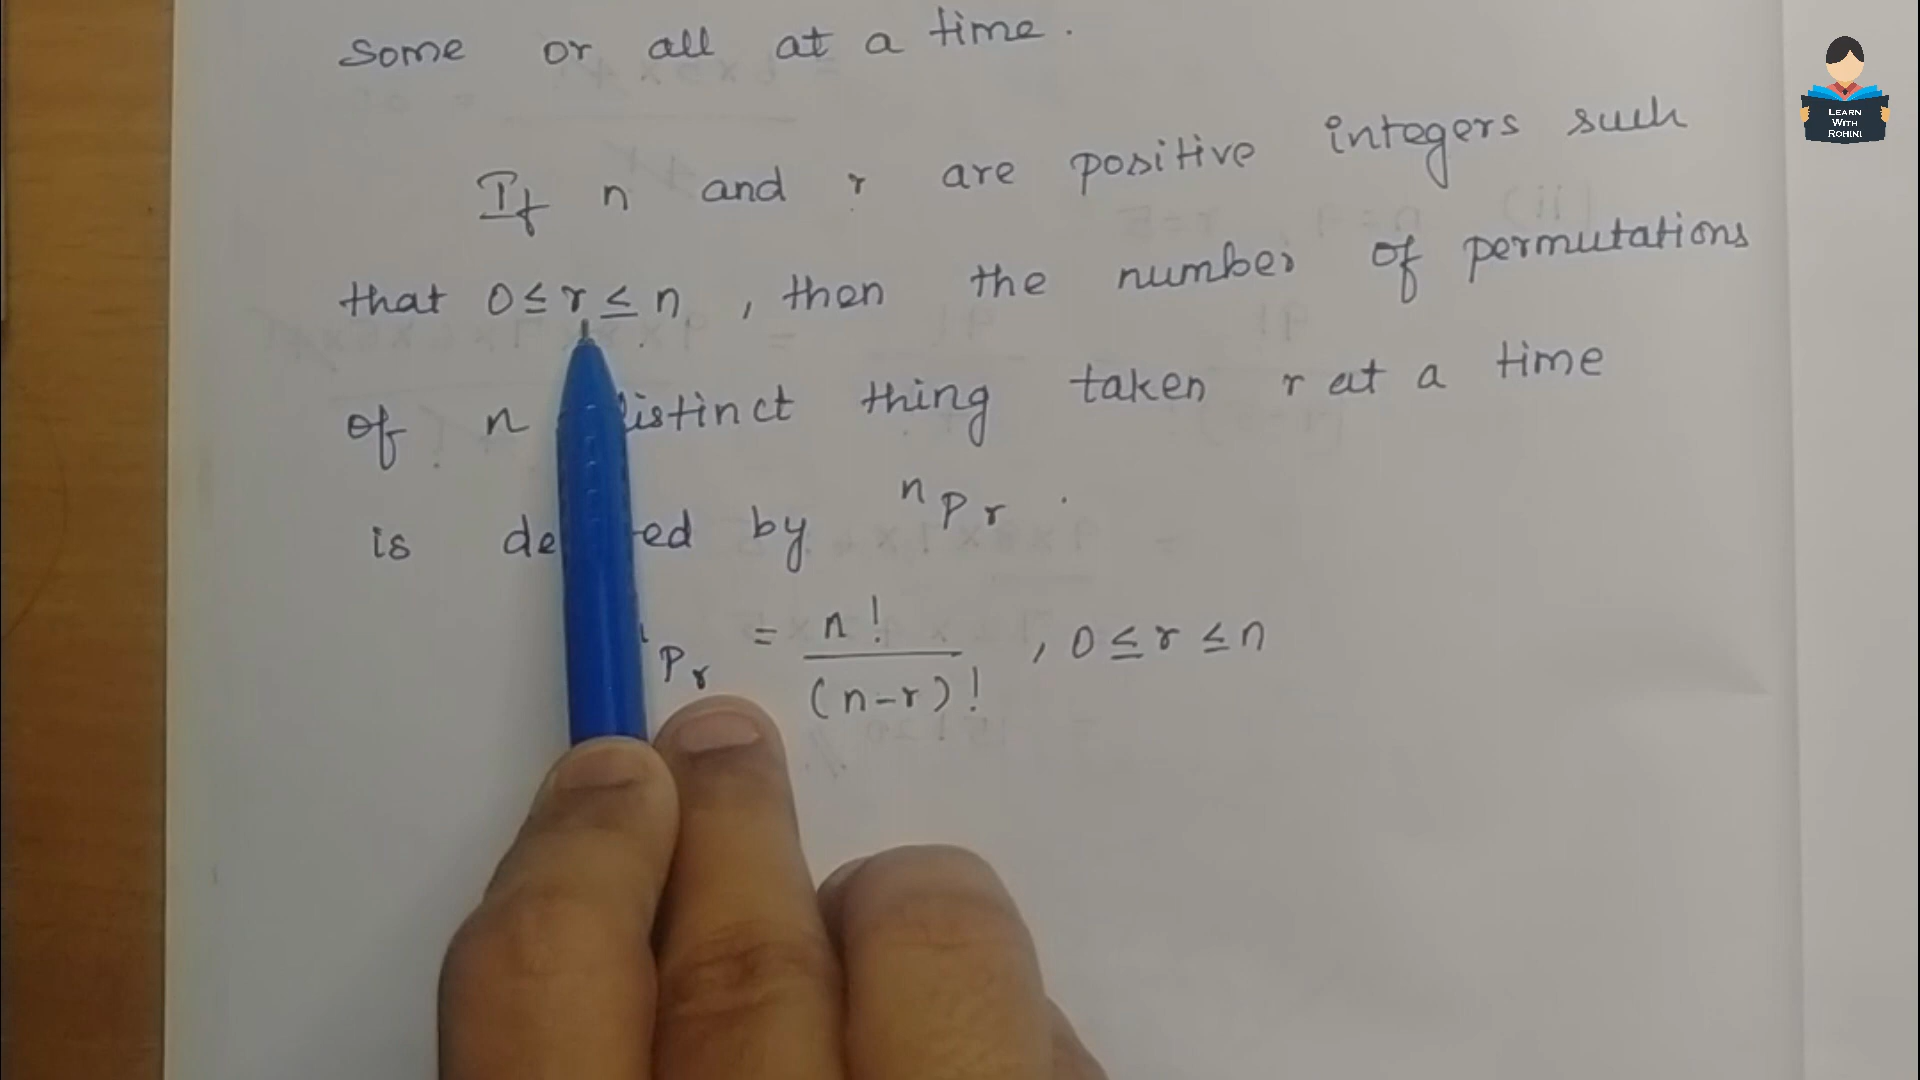 some or all at a time.
If n and r are positive integers such
that 0 ≤ r ≤ n , then the number of permutations
of n distinct thing taken r at a time
is de ed by ⁿPr .
Pr = n! / (n-r)! , 0 ≤ r ≤ n
LEARN
WITH
ROHINI